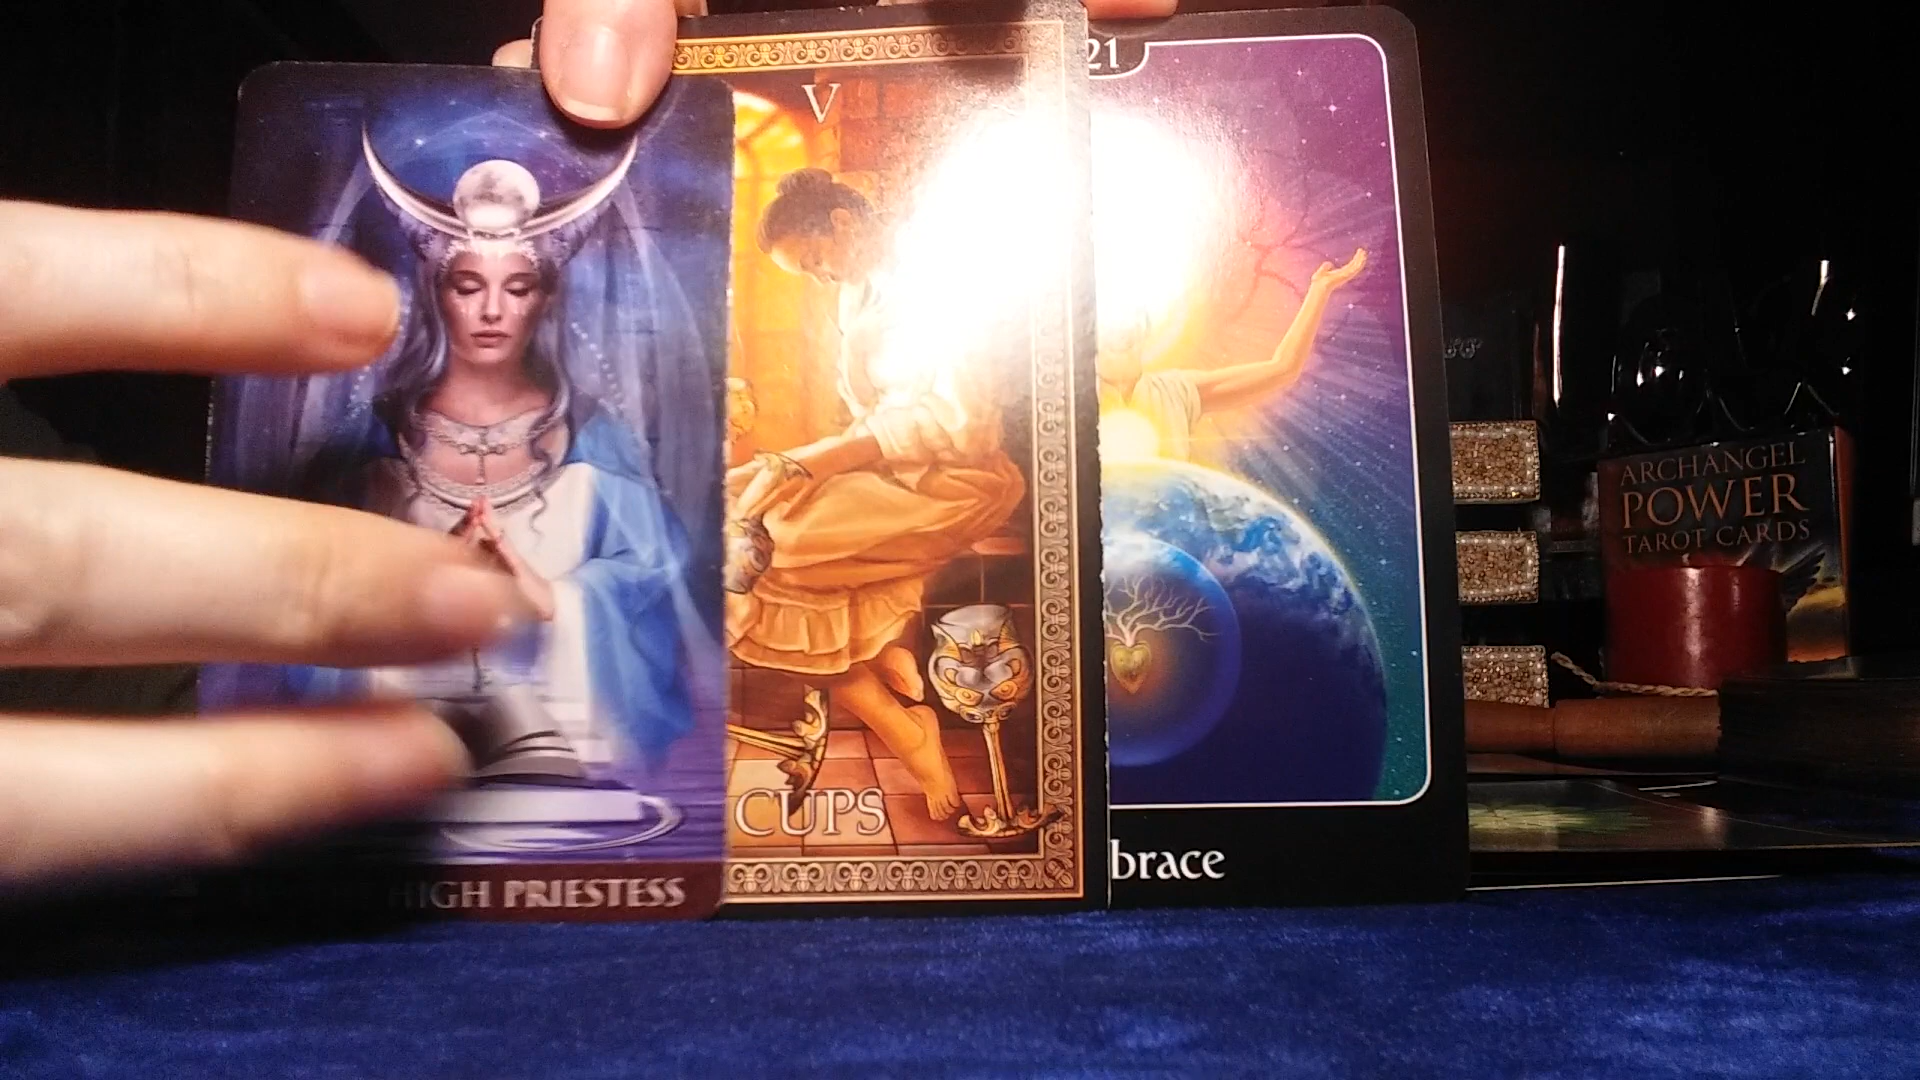 HIGH PRIESTESS
V
CUPS
21
brace
ARCHANGEL
POWER
TAROT CARDS